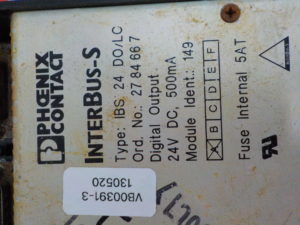 PHŒNIX
CONTACT
INTERBUS-S
Type: IBS 24 DO/LC
Ord. No.: 27 84 66 7
Digital Output
24V DC, 500mA
Module Ident.: 149
B C D E F
Fuse Internal 5AT
VB00391-3
130520